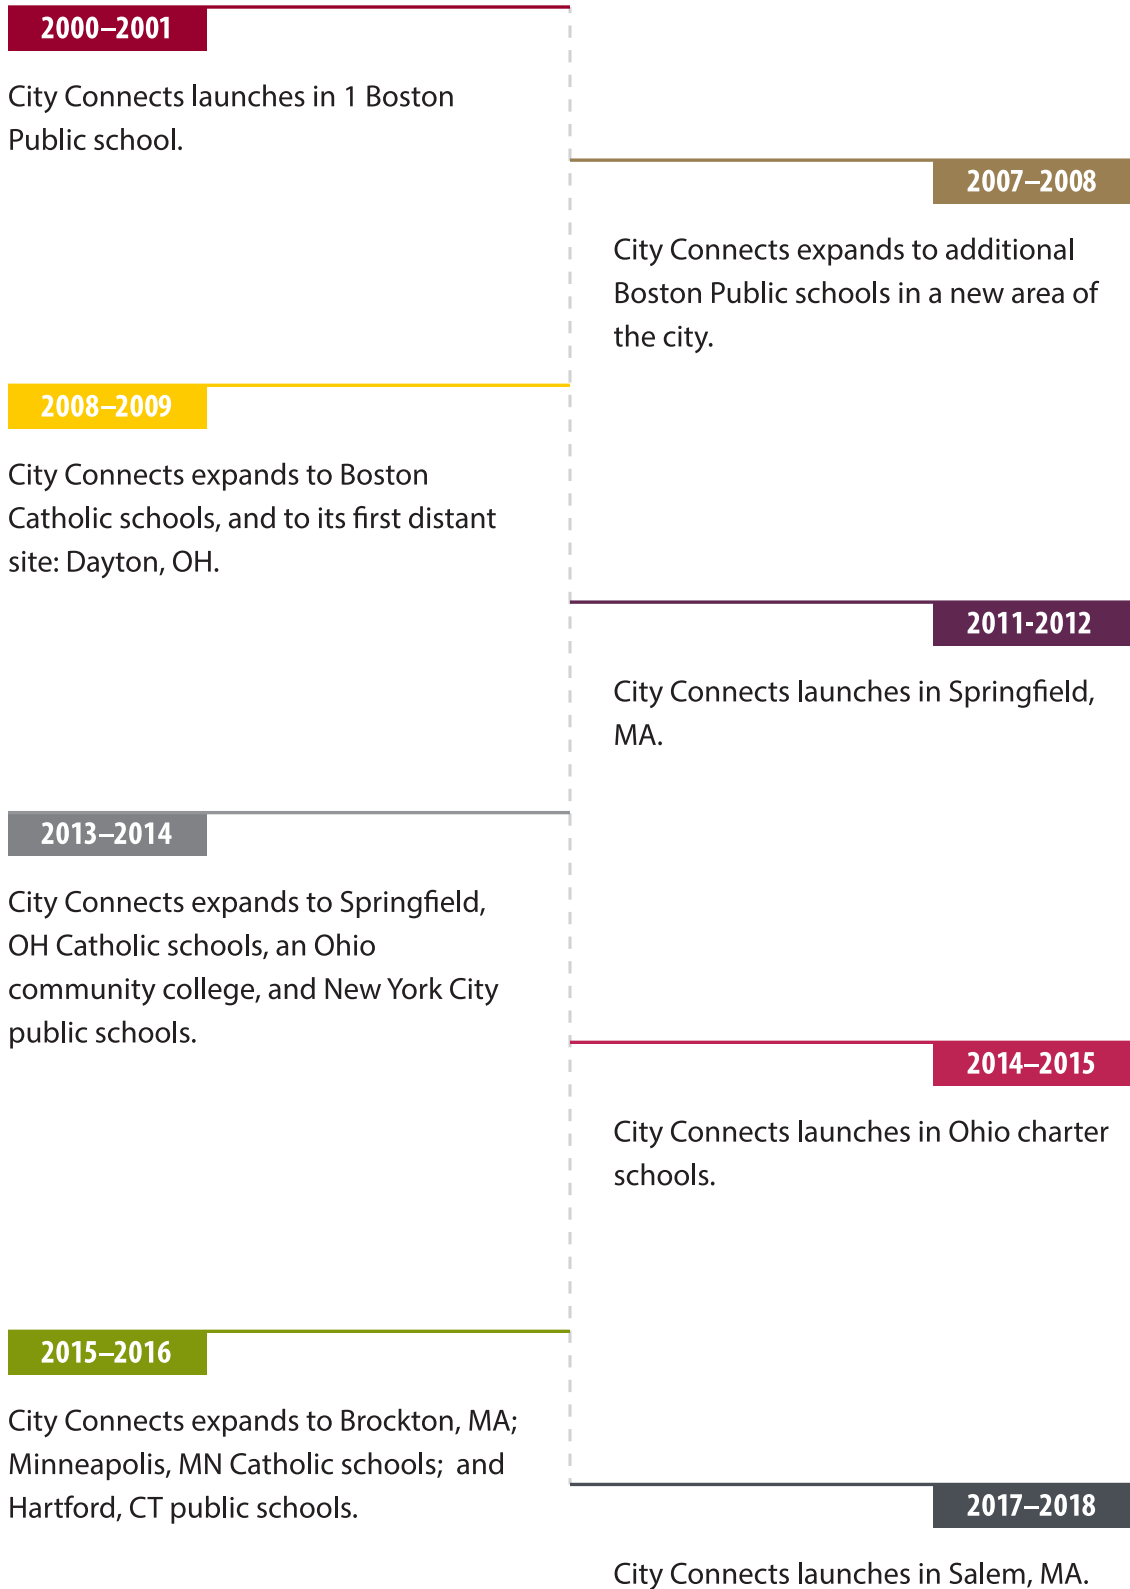 2000–2001
City Connects launches in 1 Boston
Public school.
2007–2008
City Connects expands to additional
Boston Public schools in a new area of
the city.
2008–2009
City Connects expands to Boston
Catholic schools, and to its first distant
site: Dayton, OH.
2011-2012
City Connects launches in Springfield,
MA.
2013–2014
City Connects expands to Springfield,
OH Catholic schools, an Ohio
community college, and New York City
public schools.
2014–2015
City Connects launches in Ohio charter
schools.
2015–2016
City Connects expands to Brockton, MA;
Minneapolis, MN Catholic schools;  and
Hartford, CT public schools.
2017–2018
City Connects launches in Salem, MA.